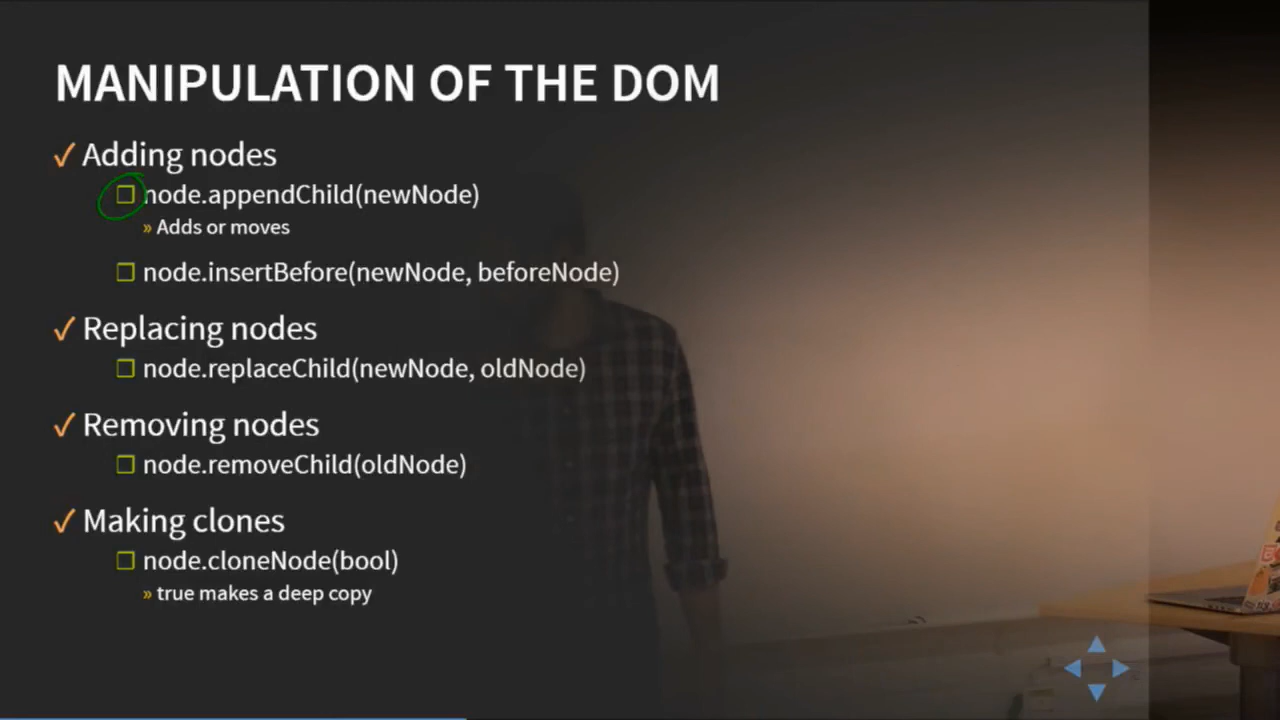 MANIPULATION OF THE DOM
✓ Adding nodes
❐ node.appendChild(newNode)
» Adds or moves
❐ node.insertBefore(newNode, beforeNode)
✓ Replacing nodes
❐ node.replaceChild(newNode, oldNode)
✓ Removing nodes
❐ node.removeChild(oldNode)
✓ Making clones
❐ node.cloneNode(bool)
» true makes a deep copy